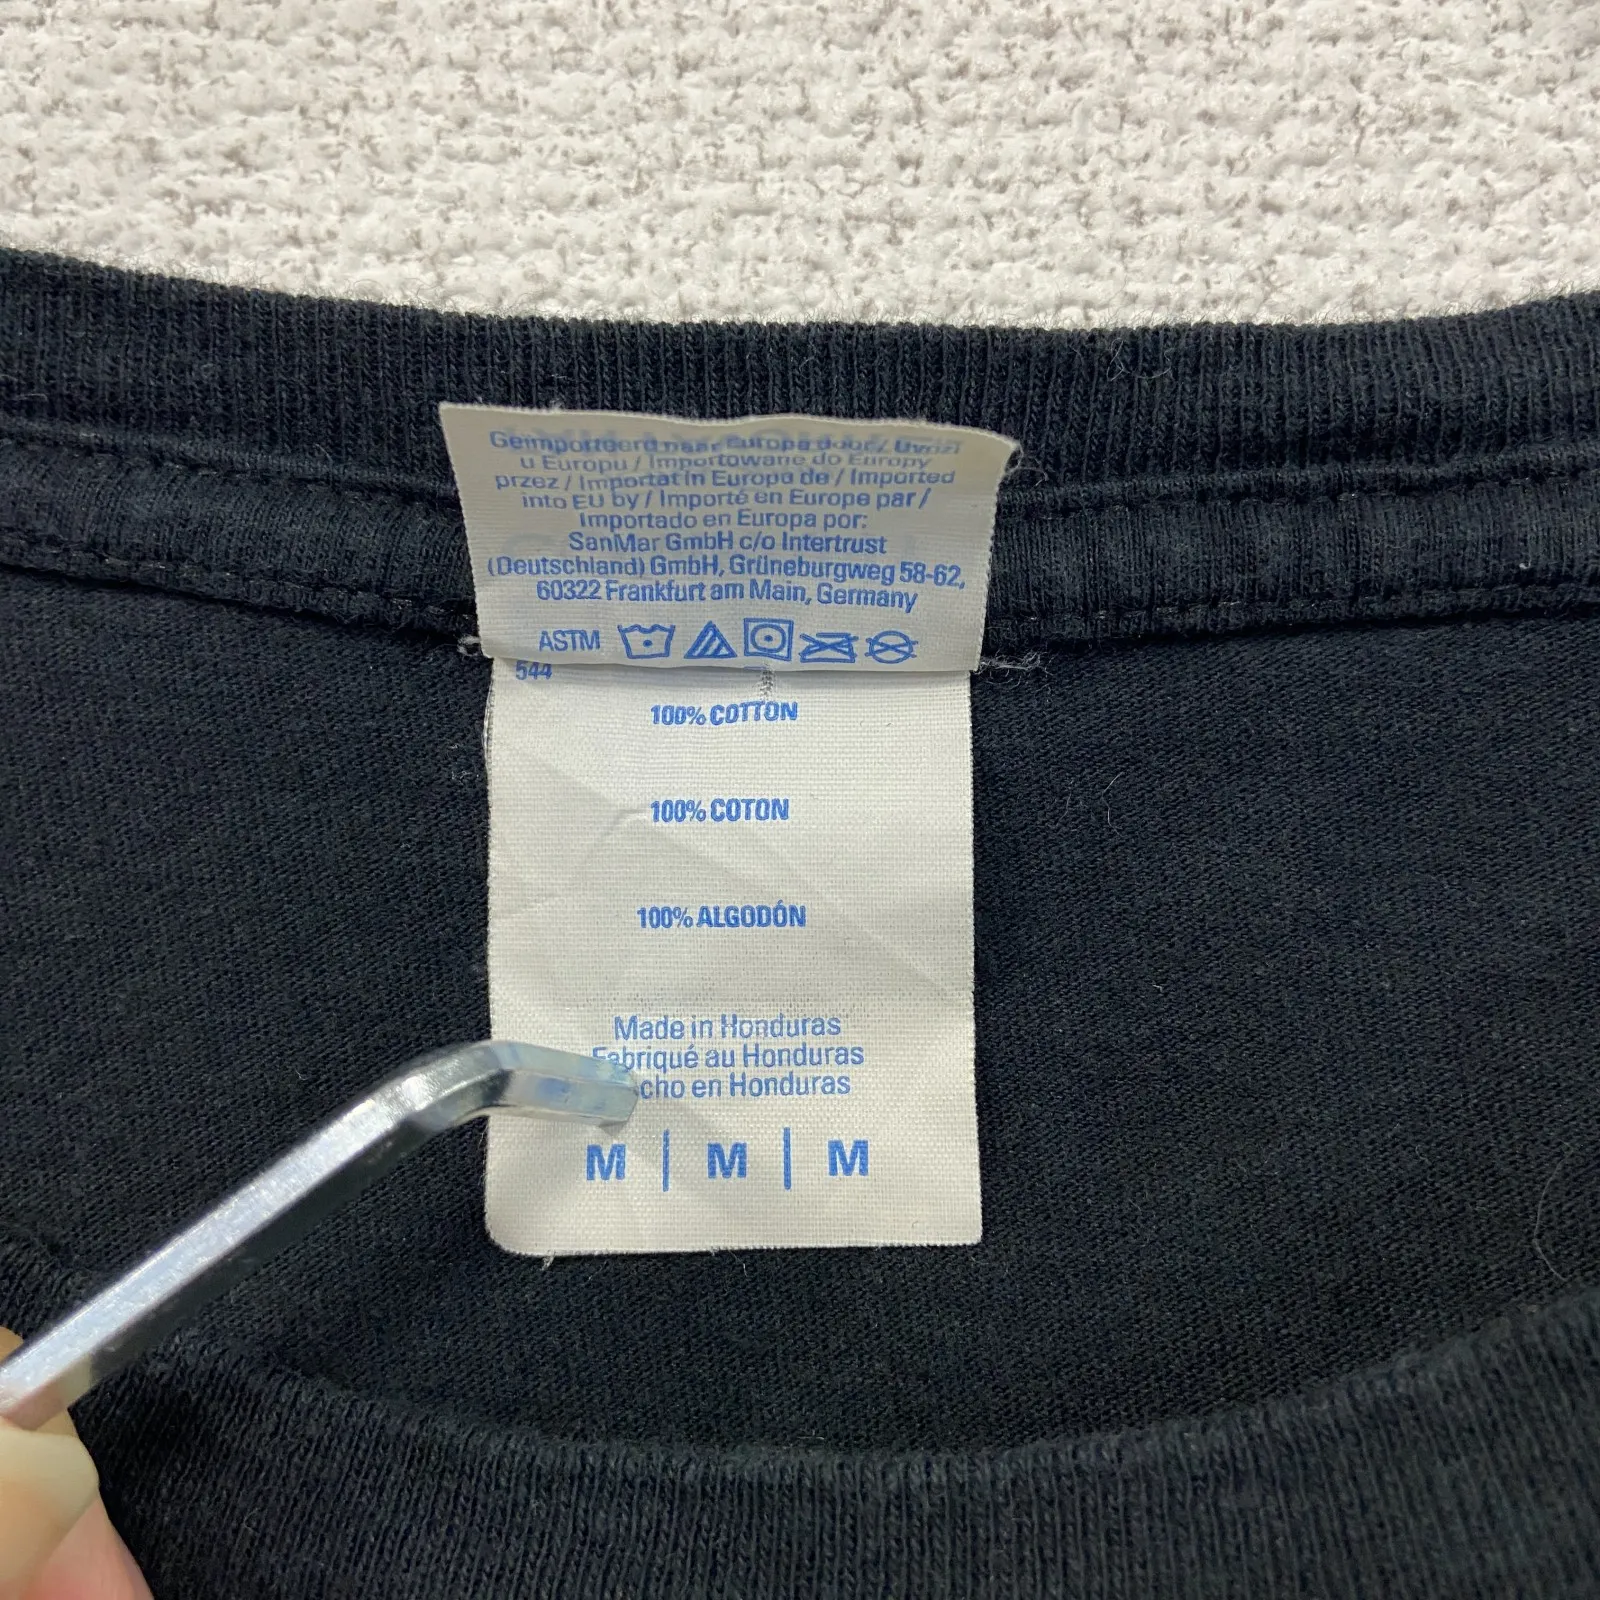 Geïmporteerd naar Europa door/ Uvozi
u Europu / Importowane do Europy
przez / Importat în Europa de / Imported
into EU by / Importé en Europe par /
Importado en Europa por:
SanMar GmbH c/o Intertrust
(Deutschland) GmbH, Grüneburgweg 58-62,
60322 Frankfurt am Main, Germany
ASTM
544
100% COTTON
100% COTON
100% ALGODÓN
Made in Honduras
Fabriqué au Honduras
cho en Honduras
M | M | M